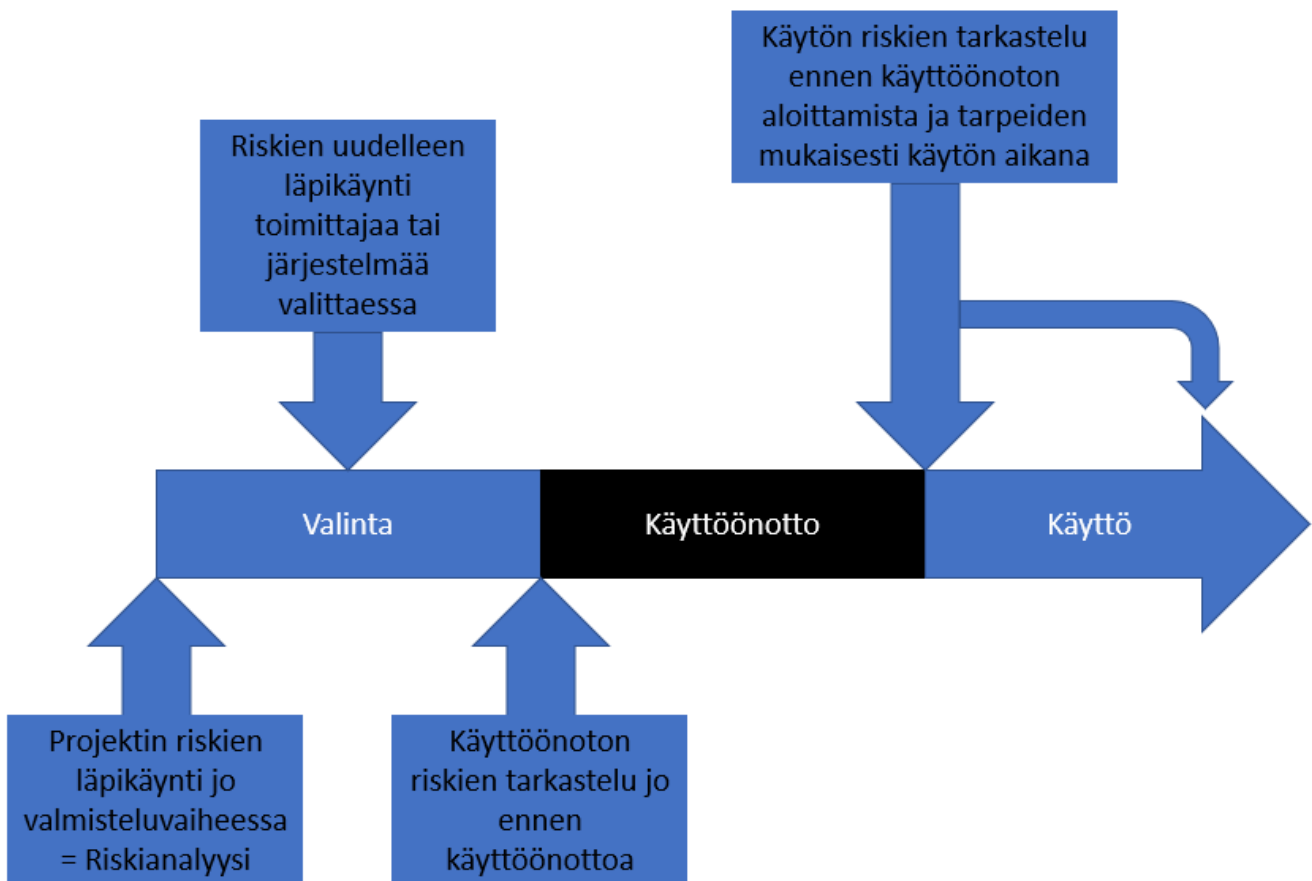 Käytön riskien tarkastelu
ennen käyttöönoton
aloittamista ja tarpeiden
mukaisesti käytön aikana
Riskien uudelleen
läpikäynti
toimittajaa tai
järjestelmää
valittaessa
Valinta
Käyttöönotto
Käyttö
Projektin riskien
läpikäynti jo
valmisteluvaiheessa
= Riskianalyysi
Käyttöönoton
riskien tarkastelu jo
ennen
käyttöönottoa